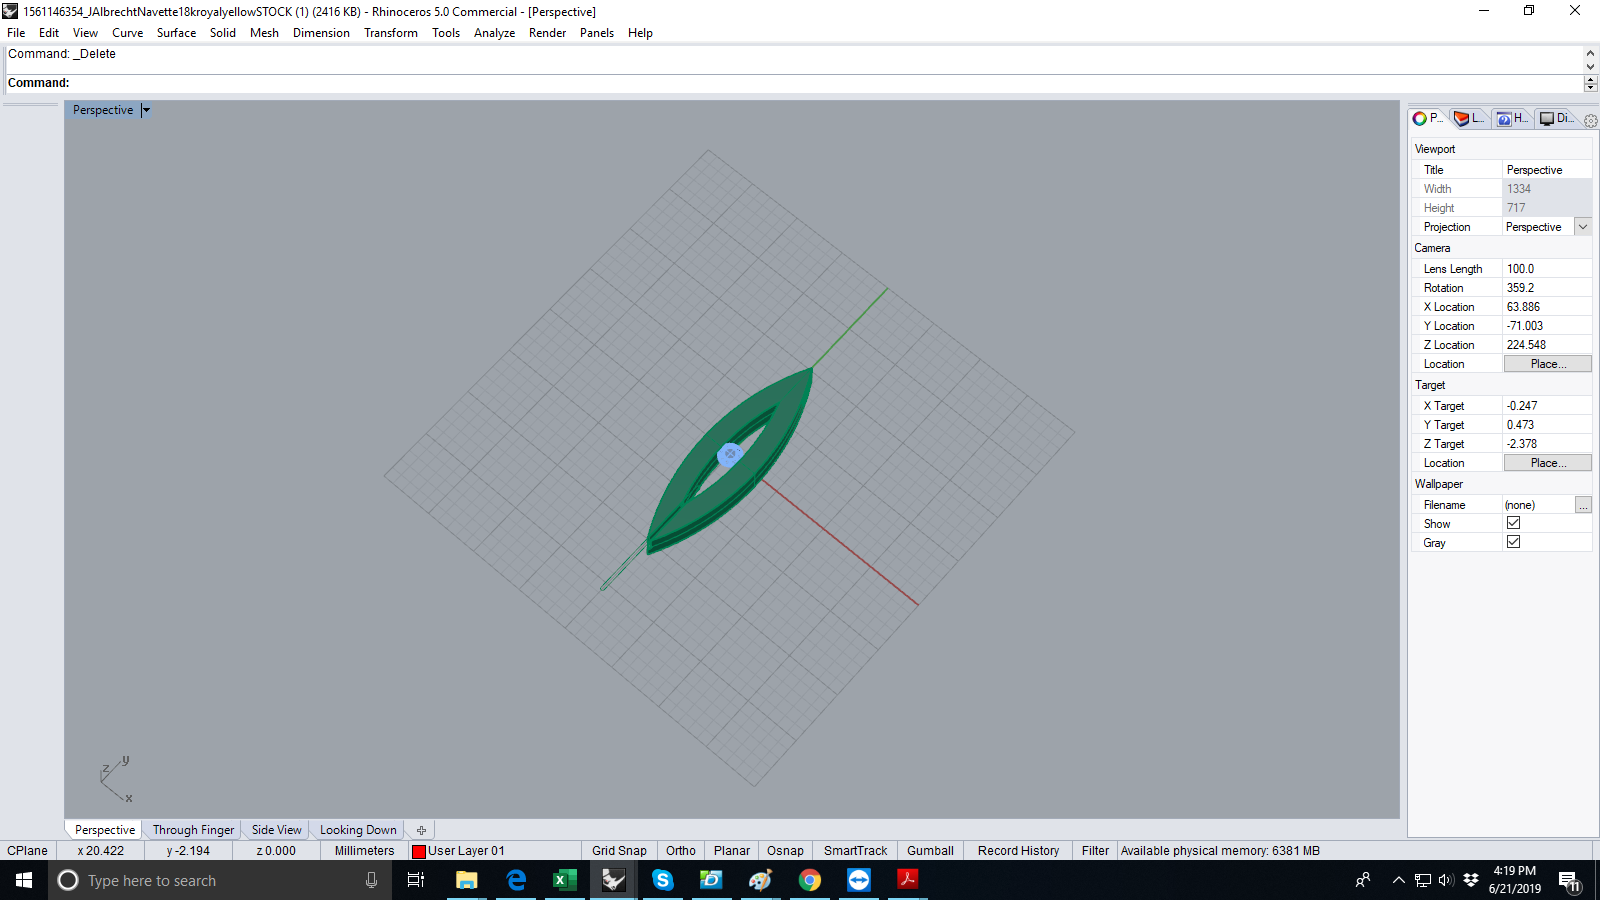 1561146354_JAlbrechtNavette18kroyalyellowSTOCK (1) (2416 KB) - Rhinoceros 5.0 Commercial - [Perspective]
File Edit View Curve Surface Solid Mesh Dimension Transform Tools Analyze Render Panels Help
Command: _Delete
Command:
Perspective
P... L... H... Di...
Viewport
Title Perspective
Width 1334
Height 717
Projection Perspective
Camera
Lens Length 100.0
Rotation 359.2
X Location 63.886
Y Location -71.003
Z Location 224.548
Location Place...
Target
X Target -0.247
Y Target 0.473
Z Target -2.378
Location Place...
Wallpaper
Filename (none) ...
Show
Gray
z y
x
Perspective Through Finger Side View Looking Down
CPlane x 20.422 y -2.194 z 0.000 Millimeters User Layer 01 Grid Snap Ortho Planar Osnap SmartTrack Gumball Record History Filter Available physical memory: 6381 MB
Type here to search
4:19 PM
6/21/2019
11